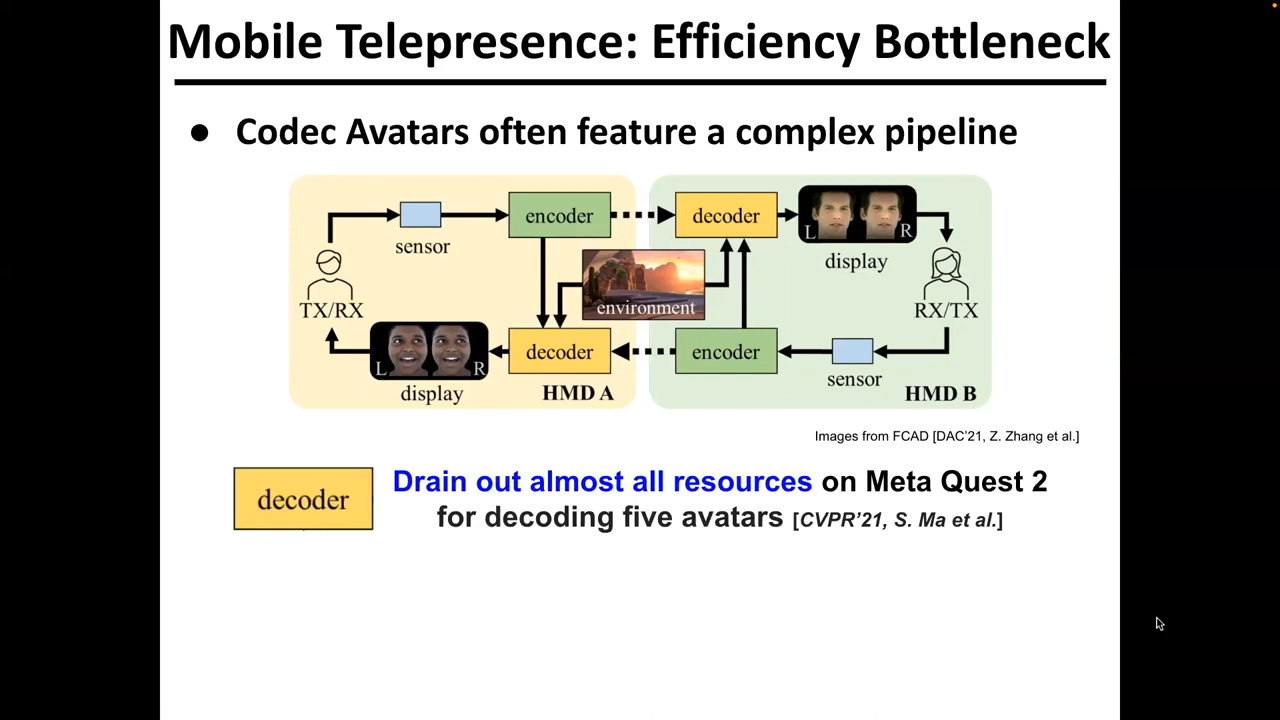 Mobile Telepresence: Efficiency Bottleneck
● Codec Avatars often feature a complex pipeline
encoder
decoder
L R
sensor
display
TX/RX
environment
RX/TX
L R
decoder
encoder
sensor
display
HMD A
HMD B
Images from FCAD [DAC'21, Z. Zhang et al.]
decoder
Drain out almost all resources on Meta Quest 2
for decoding five avatars [CVPR'21, S. Ma et al.]